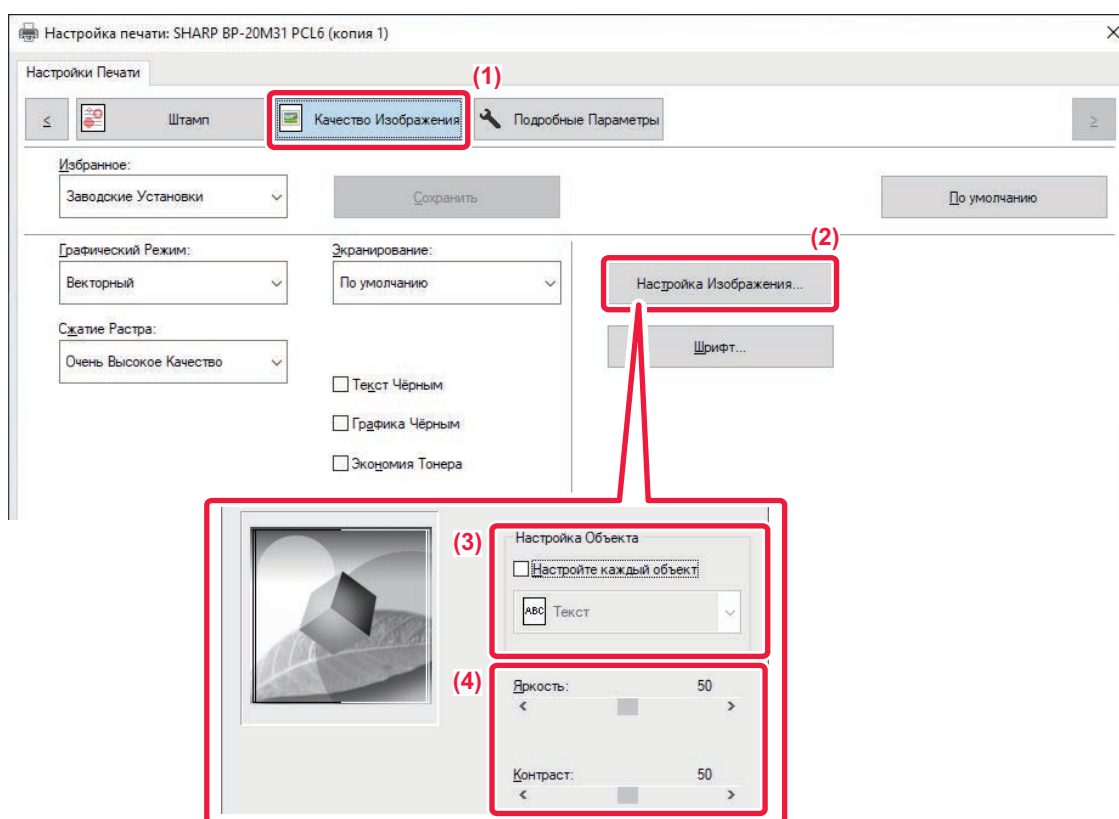 Настройка печати: SHARP BP-20M31 PCL6 (копия 1)
Настройки Печати
(1)
< Штамп Качество Изображения Подробные Параметры >
Избранное:
Заводские Установки Сохранить По умолчанию
(2)
Графический Режим: Экранирование:
Векторный По умолчанию Настройка Изображения...
Сжатие Растра:
Очень Высокое Качество Шрифт...
Текст Чёрным
Графика Чёрным
Экономия Тонера
(3) Настройка Объекта
Настройте каждый объект
ABC Текст
(4) Яркость: 50
< >
Контраст: 50
< >